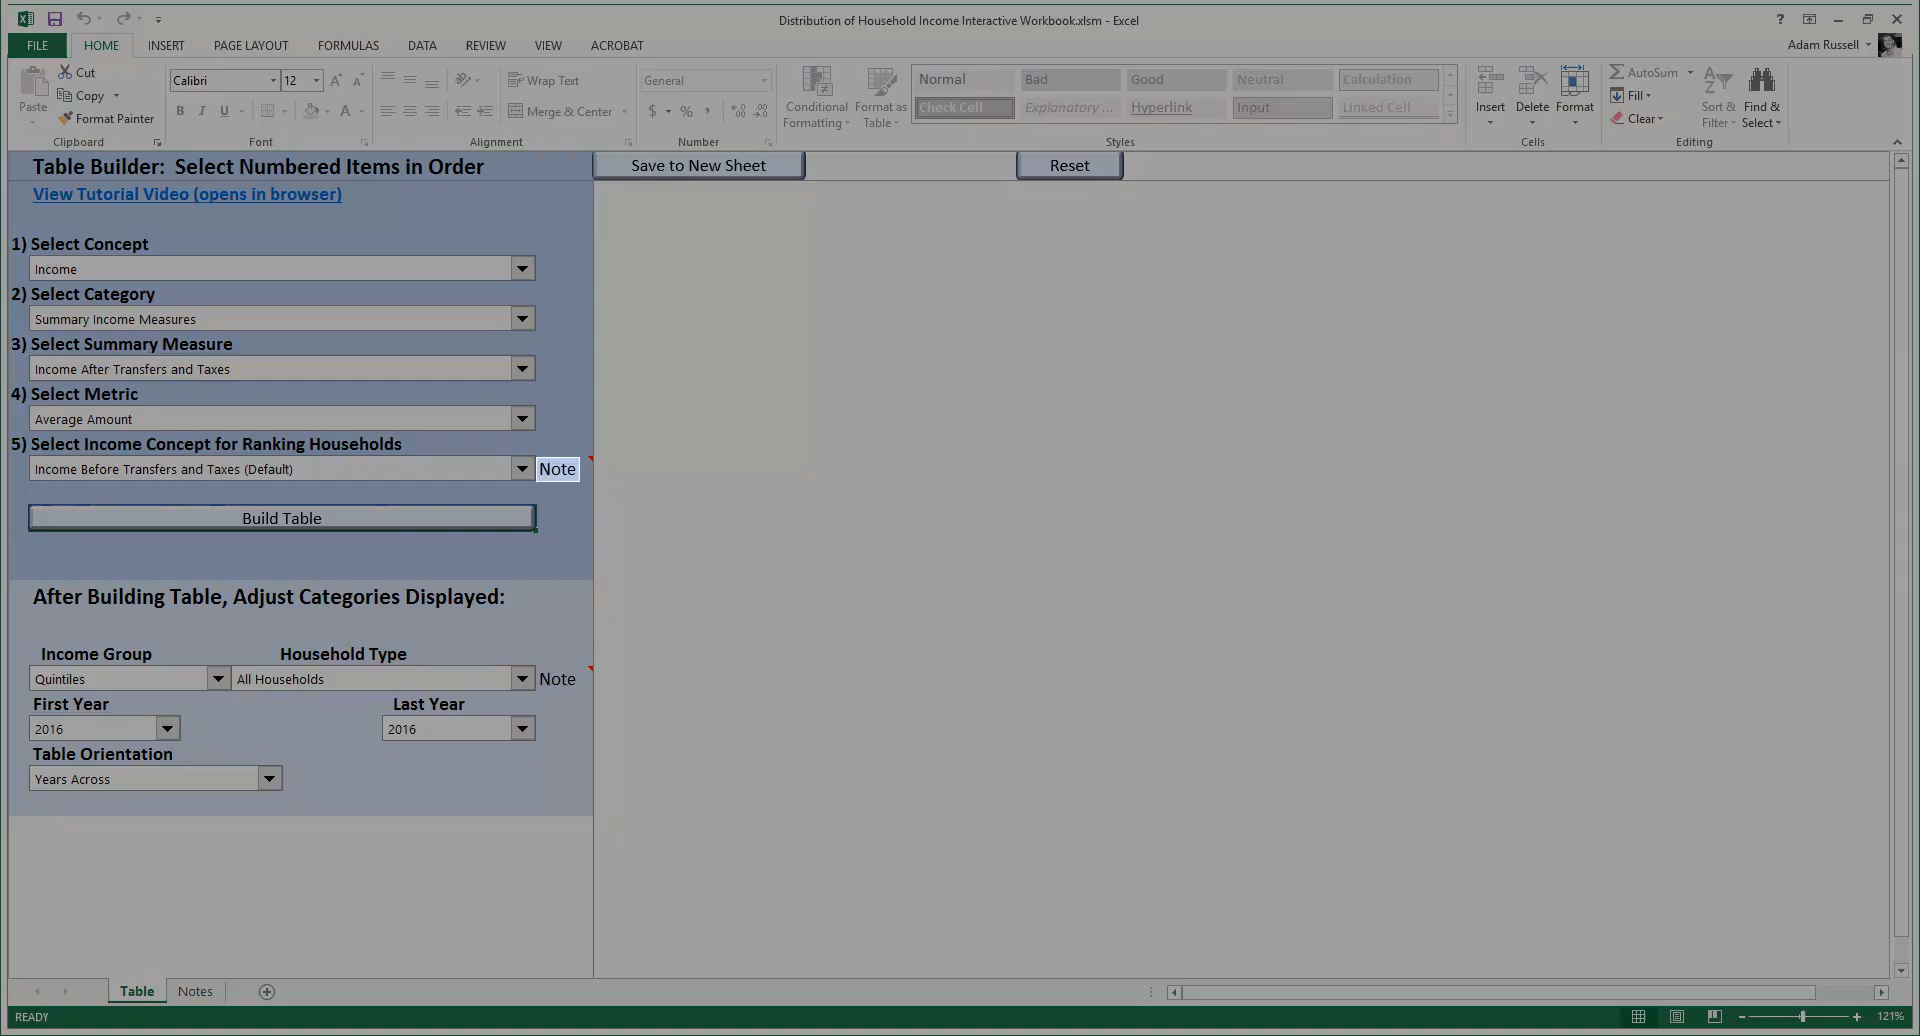 Distribution of Household Income Interactive Workbook.xlsm - Excel
FILE HOME INSERT PAGE LAYOUT FORMULAS DATA REVIEW VIEW ACROBAT
Adam Russell
Paste
Cut
Copy
Format Painter
Clipboard
Calibri 12
B I U
Font
Wrap Text
Merge & Center
Alignment
General
$ %
Number
Conditional Formatting
Format as Table
Normal Bad Good Neutral Calculation
Check Cell Explanatory ... Hyperlink Input Linked Cell
Styles
Insert Delete Format
Cells
AutoSum
Fill
Clear
Sort & Filter
Find & Select
Editing
Table Builder: Select Numbered Items in Order
Save to New Sheet
Reset
View Tutorial Video (opens in browser)
1) Select Concept
Income
2) Select Category
Summary Income Measures
3) Select Summary Measure
Income After Transfers and Taxes
4) Select Metric
Average Amount
5) Select Income Concept for Ranking Households
Income Before Transfers and Taxes (Default)
Note
Build Table
After Building Table, Adjust Categories Displayed:
Income Group Household Type
Quintiles All Households Note
First Year Last Year
2016 2016
Table Orientation
Years Across
Table Notes
READY
121%